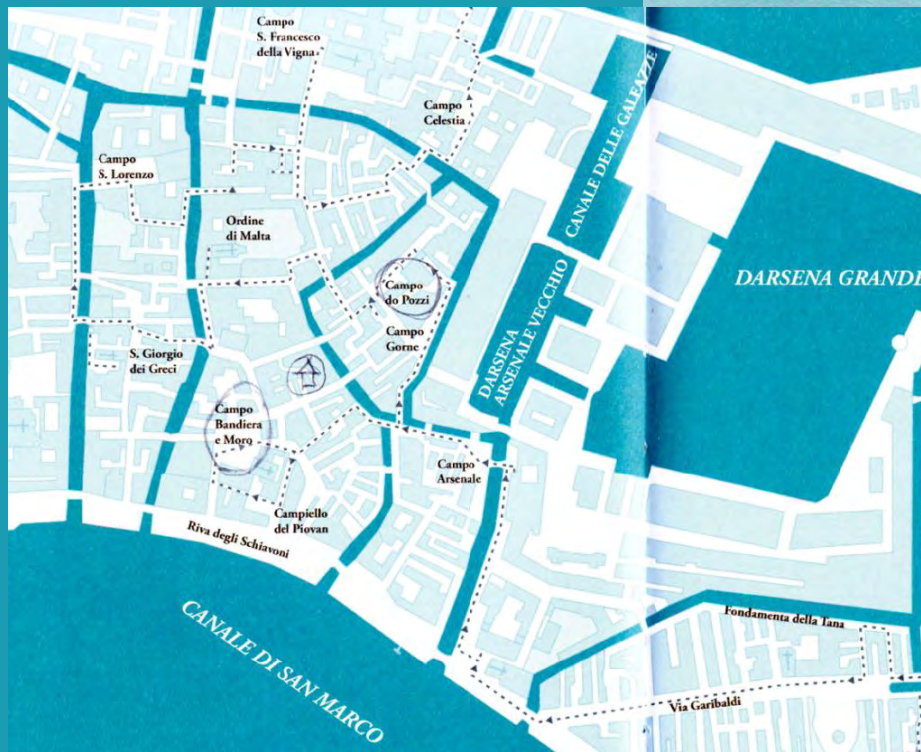 Campo
S. Francesco
della Vigna
Campo
Celestia
CANALE DELLE GALEAZZE
Campo
S. Lorenzo
Ordine
di Malta
DARSENA GRANDE
Campo
do Pozzi
DARSENA
ARSENALE VECCHIO
Campo
Gorne
S. Giorgio
dei Greci
Campo
Bandiera
e Moro
Campo
Arsenale
Campiello
del Piovan
Riva degli Schiavoni
CANALE DI SAN MARCO
Fondamenta della Tana
Via Garibaldi